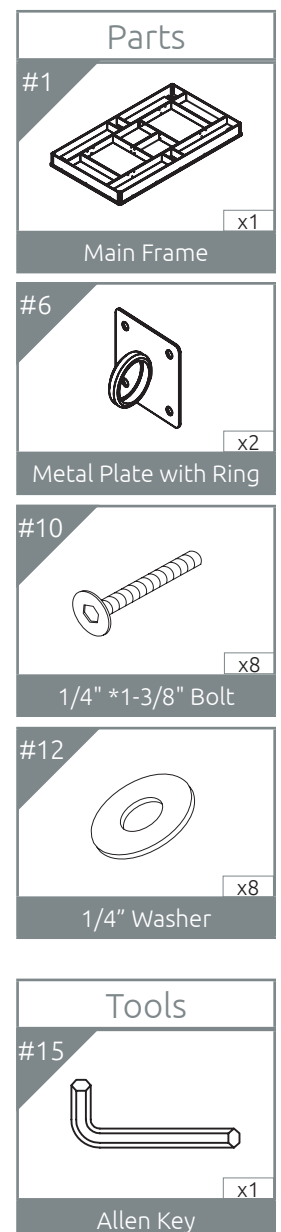 Parts
#1
x1
Main Frame
#6
x2
Metal Plate with Ring
#10
x8
1/4" *1-3/8" Bolt
#12
x8
1/4” Washer
Tools
#15
x1
Allen Key